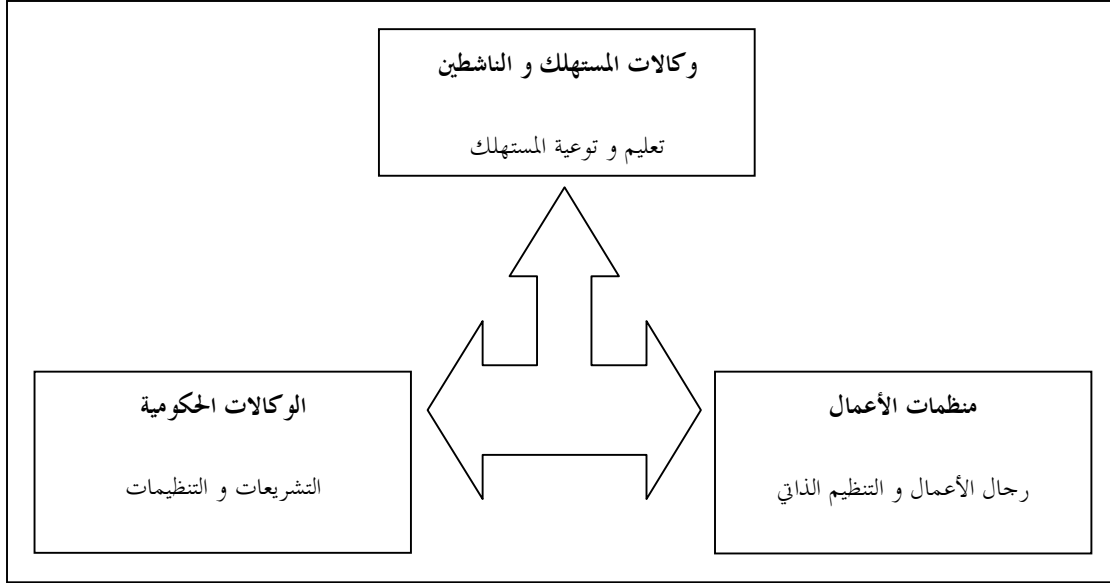 وكالات المستهلك و الناشطين
تعليم و توعية المستهلك
منظمات الأعمال
رجال الأعمال و التنظيم الذاتي
الوكالات الحكومية
التشريعات و التنظيمات